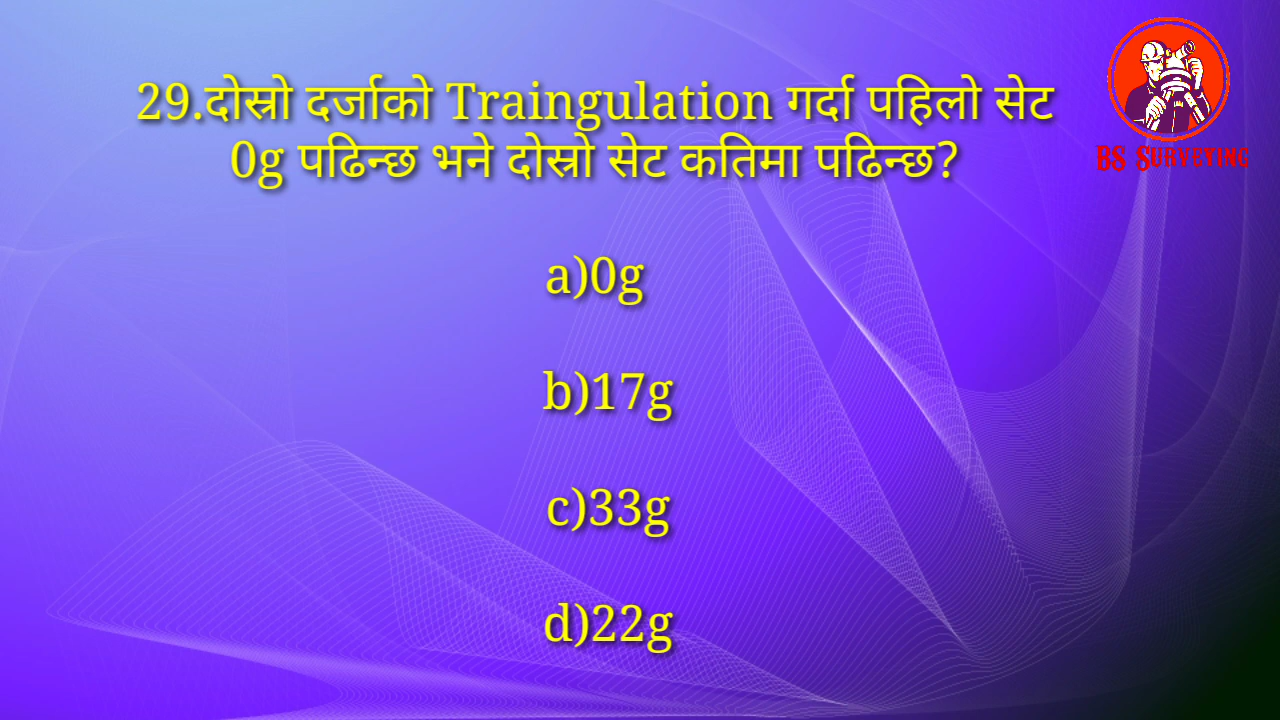 29.दोस्रो दर्जाको Traingulation गर्दा पहिलो सेट
0g पढिन्छ भने दोस्रो सेट कतिमा पढिन्छ?
BS SURVEYING
a)0g
b)17g
c)33g
d)22g